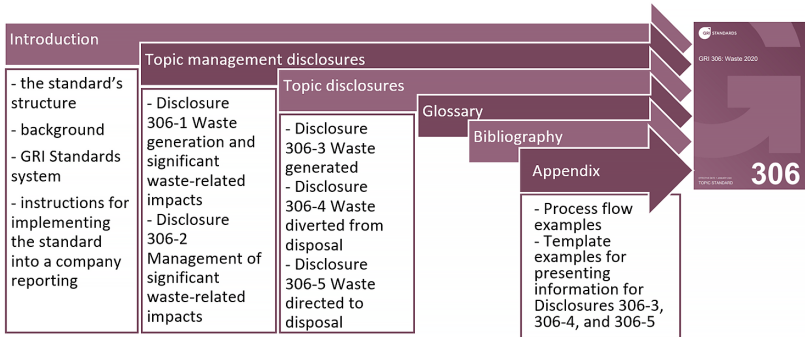 Introduction
- the standard's
structure
- background
- GRI Standards
system
- instructions for
implementing
the standard
into a company
reporting
Topic management disclosures
- Disclosure
306-1 Waste
generation and
significant
waste-related
impacts
- Disclosure
306-2
Management of
significant
waste-related
impacts
Topic disclosures
- Disclosure
306-3 Waste
generated
- Disclosure
306-4 Waste
diverted from
disposal
- Disclosure
306-5 Waste
directed to
disposal
Glossary
Bibliography
Appendix
- Process flow
examples
- Template
examples for
presenting
information for
Disclosures 306-3,
306-4, and 306-5
GRI STANDARDS
GRI 306: Waste 2020
TOPIC STANDARD
306